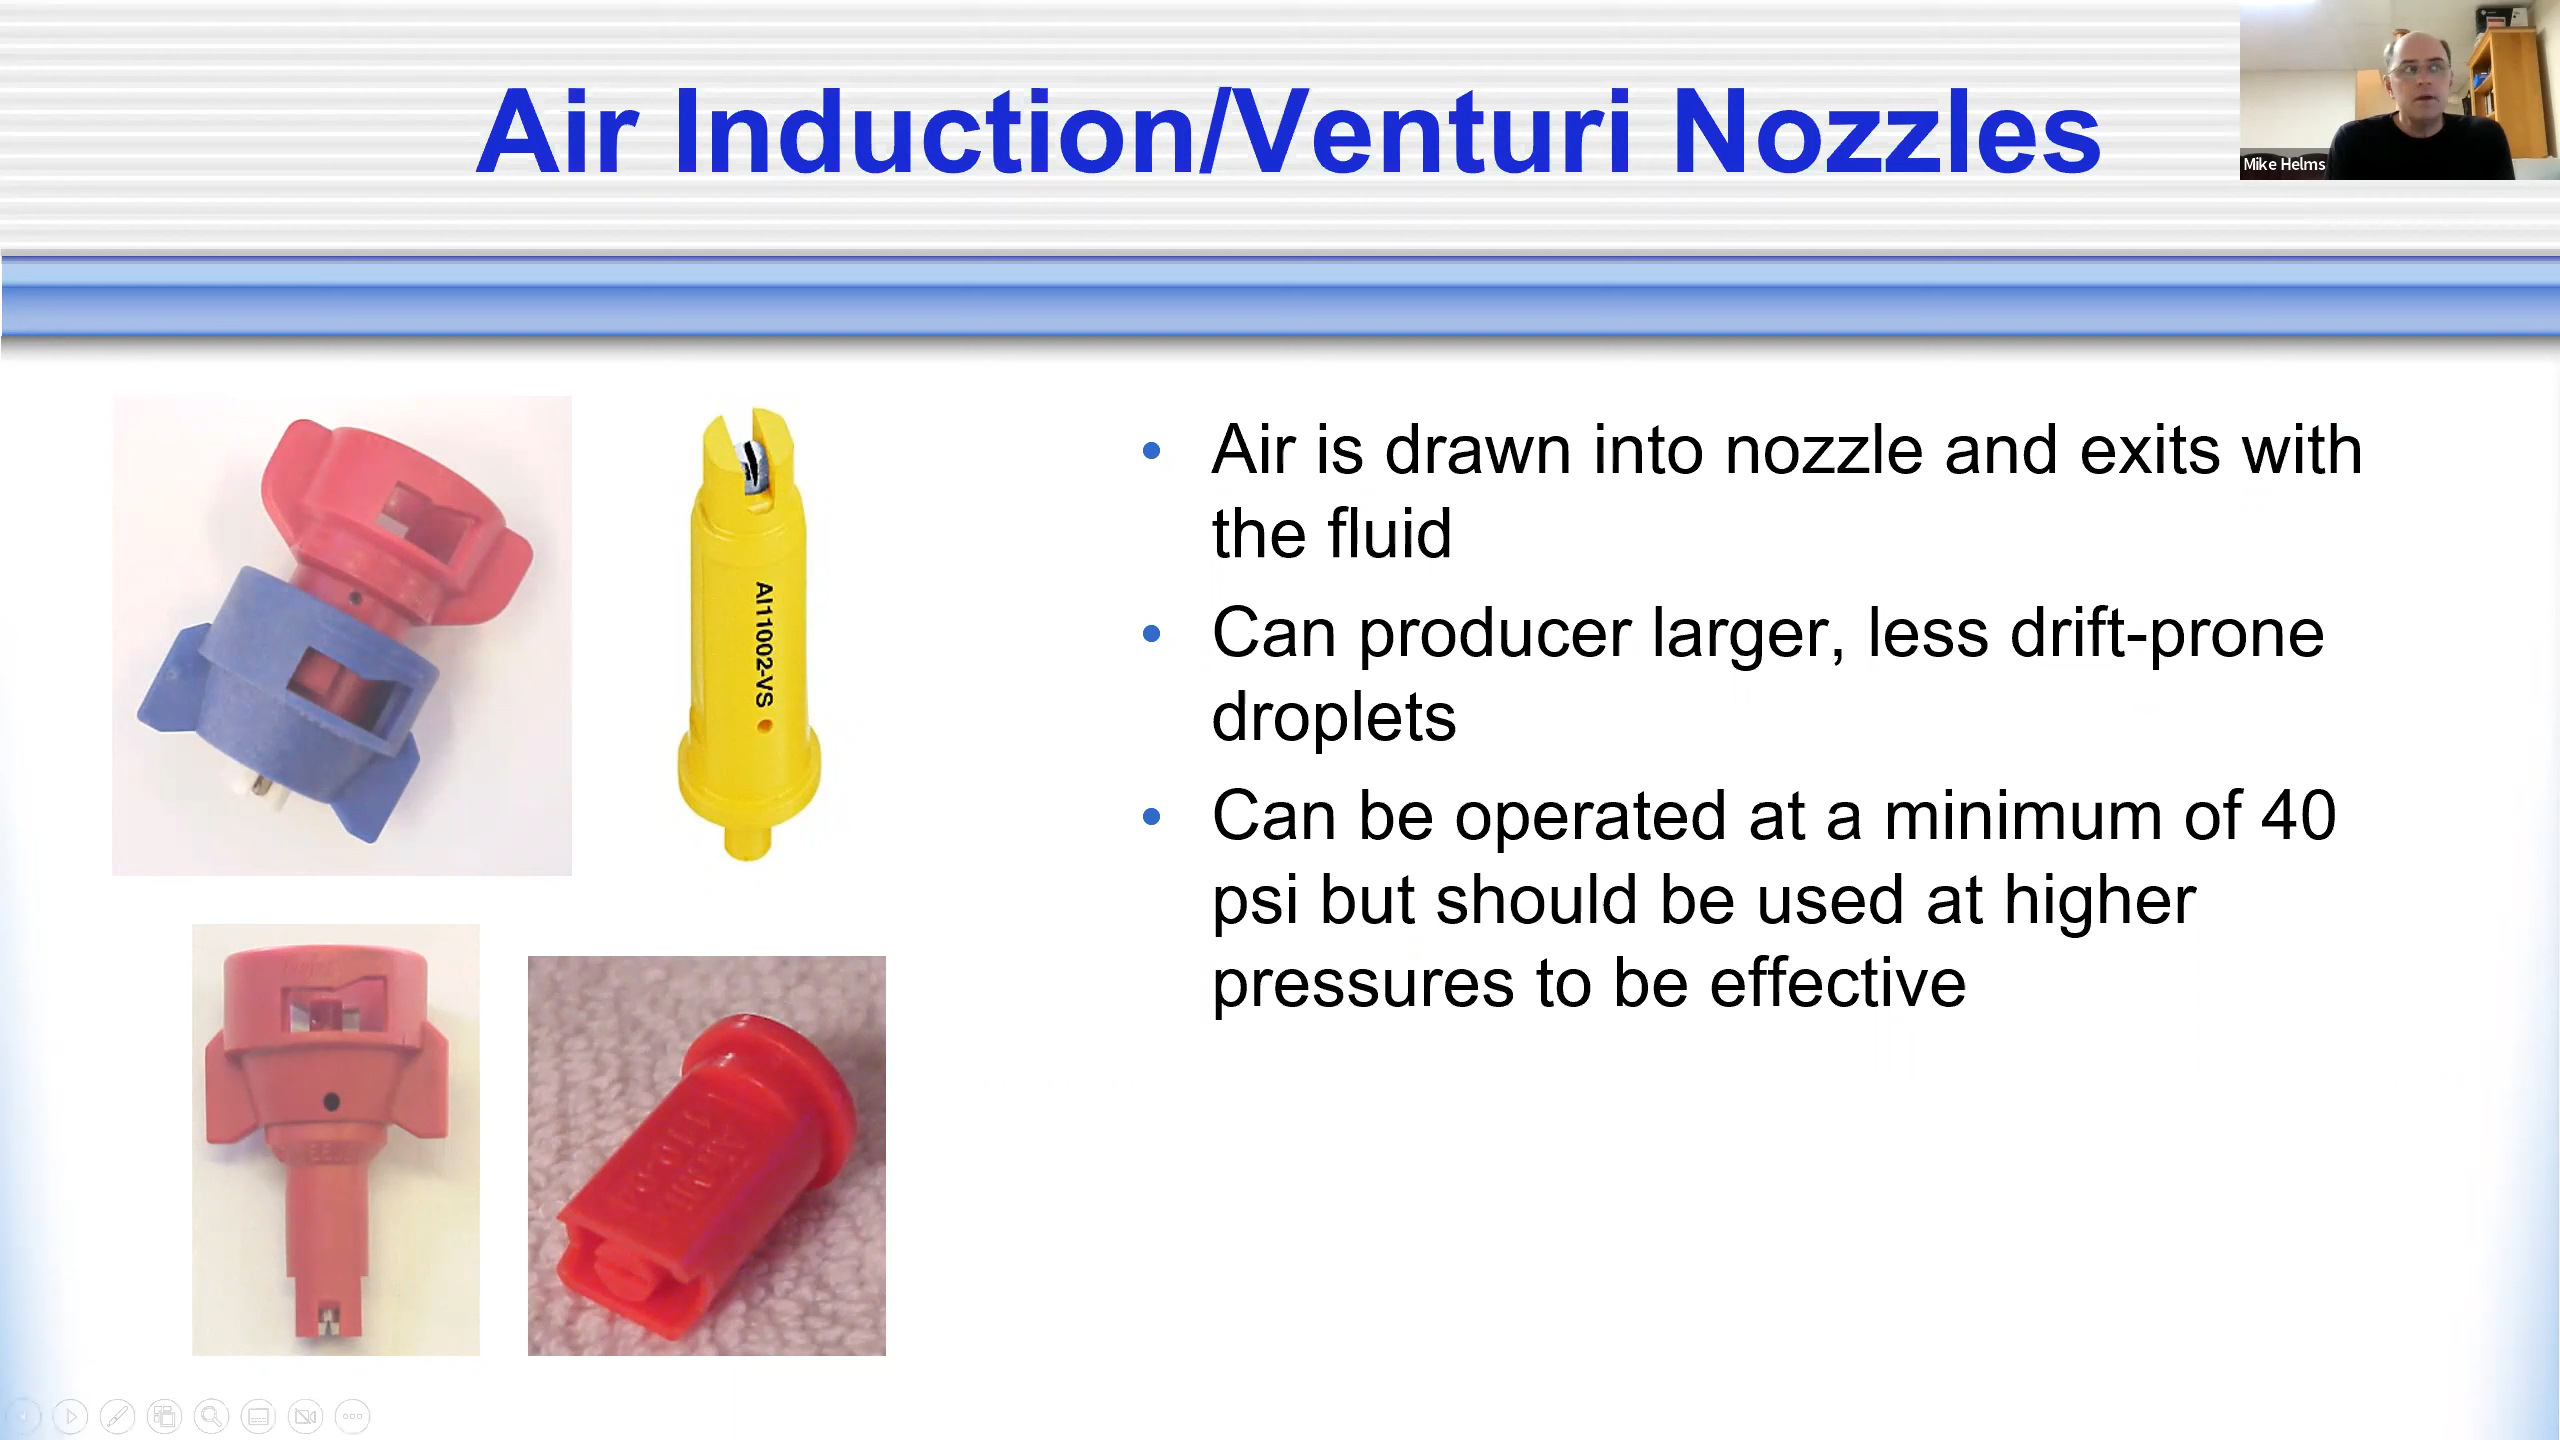 Air Induction/Venturi Nozzles
Mike Helms
AI11002-VS
• Air is drawn into nozzle and exits with
the fluid
• Can producer larger, less drift-prone
droplets
• Can be operated at a minimum of 40
psi but should be used at higher
pressures to be effective